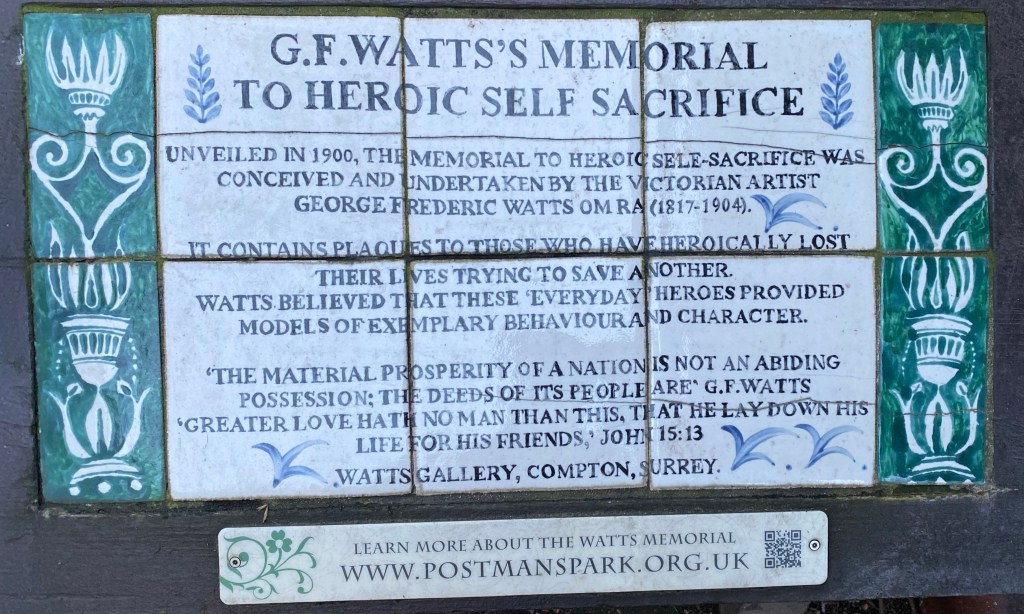 G.F.WATTS'S MEMORIAL
TO HEROIC SELF SACRIFICE
UNVEILED IN 1900, THE MEMORIAL TO HEROIC SELF-SACRIFICE WAS
CONCEIVED AND UNDERTAKEN BY THE VICTORIAN ARTIST
GEORGE FREDERIC WATTS OM RA (1817-1904).
IT CONTAINS PLAQUES TO THOSE WHO HAVE HEROICALLY LOST
THEIR LIVES TRYING TO SAVE ANOTHER.
WATTS BELIEVED THAT THESE 'EVERYDAY' HEROES PROVIDED
MODELS OF EXEMPLARY BEHAVIOUR AND CHARACTER.
'THE MATERIAL PROSPERITY OF A NATION IS NOT AN ABIDING
POSSESSION; THE DEEDS OF ITS PEOPLE ARE' G.F.WATTS
'GREATER LOVE HATH NO MAN THAN THIS, THAT HE LAY DOWN HIS
LIFE FOR HIS FRIENDS,' JOHN 15:13
WATTS GALLERY, COMPTON, SURREY.
LEARN MORE ABOUT THE WATTS MEMORIAL
WWW.POSTMANSPARK.ORG.UK